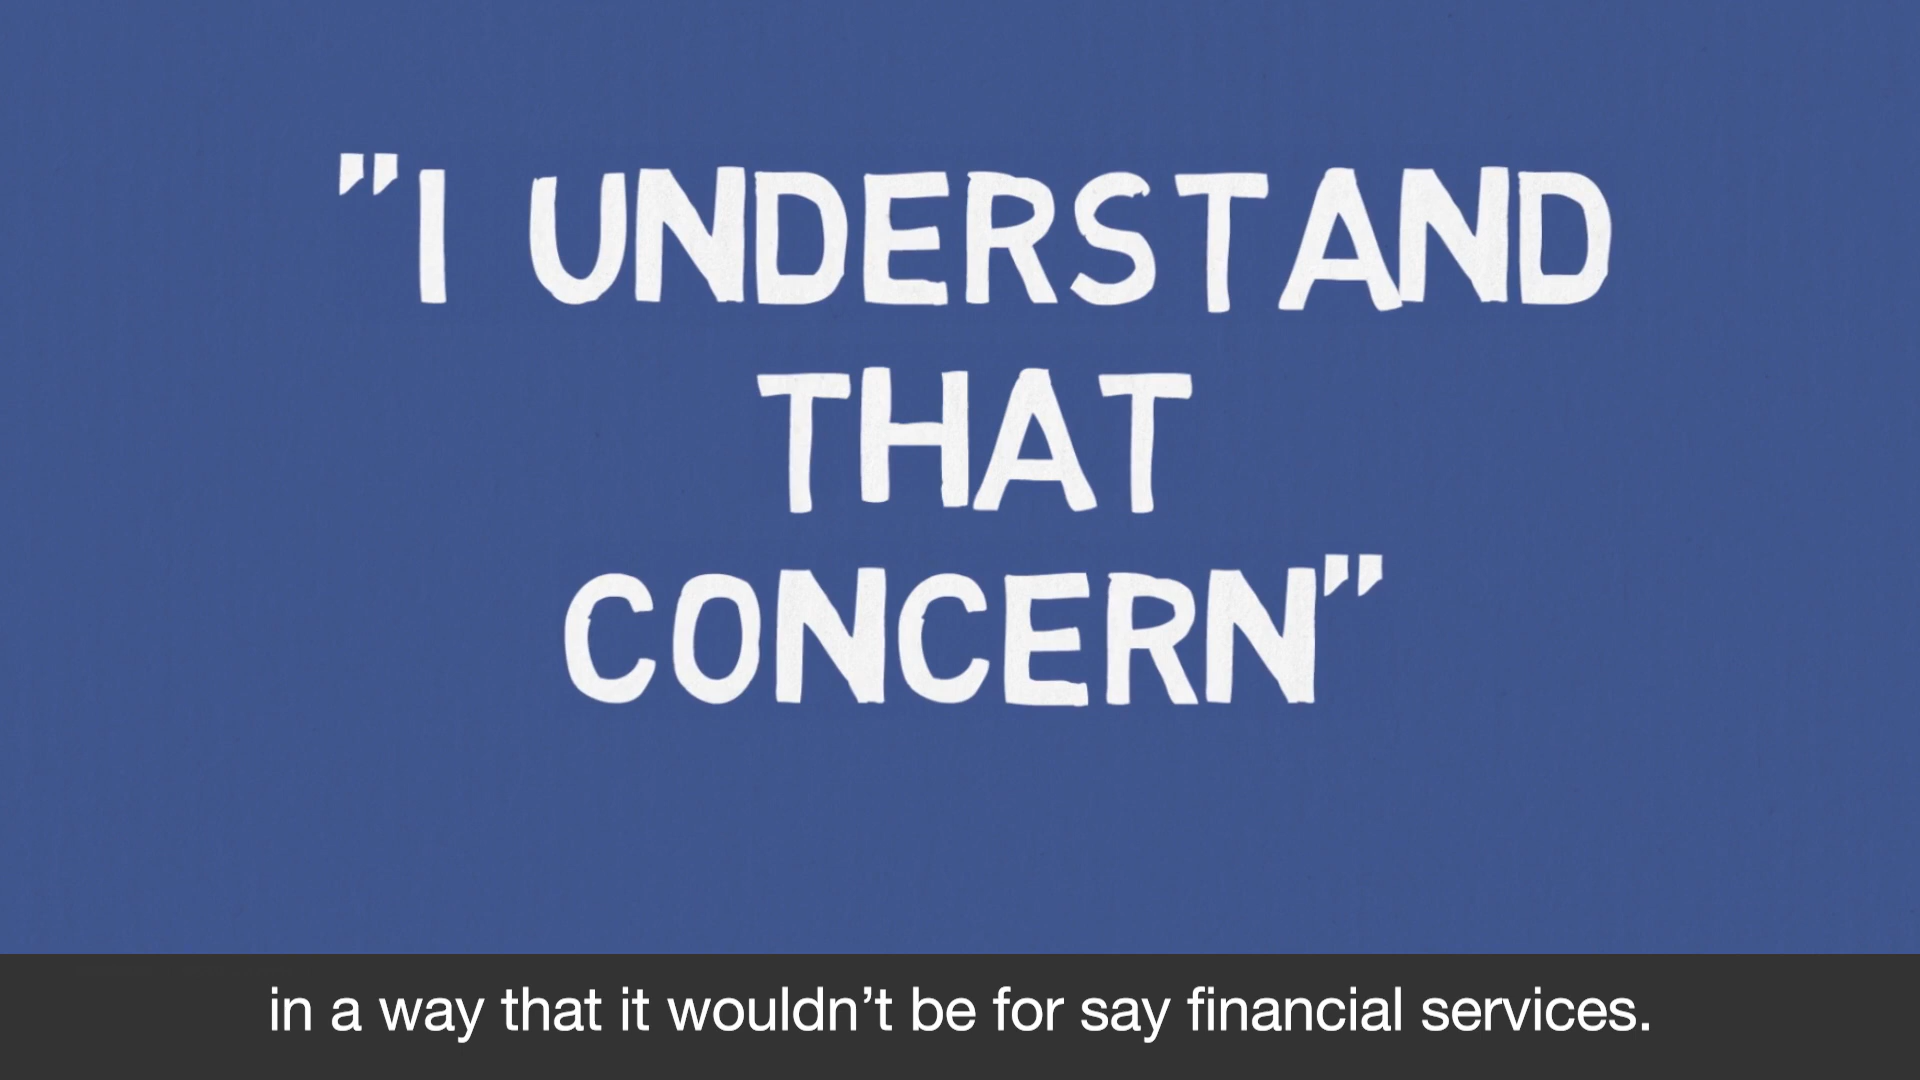 "I UNDERSTAND
THAT
CONCERN"
in a way that it wouldn’t be for say financial services.